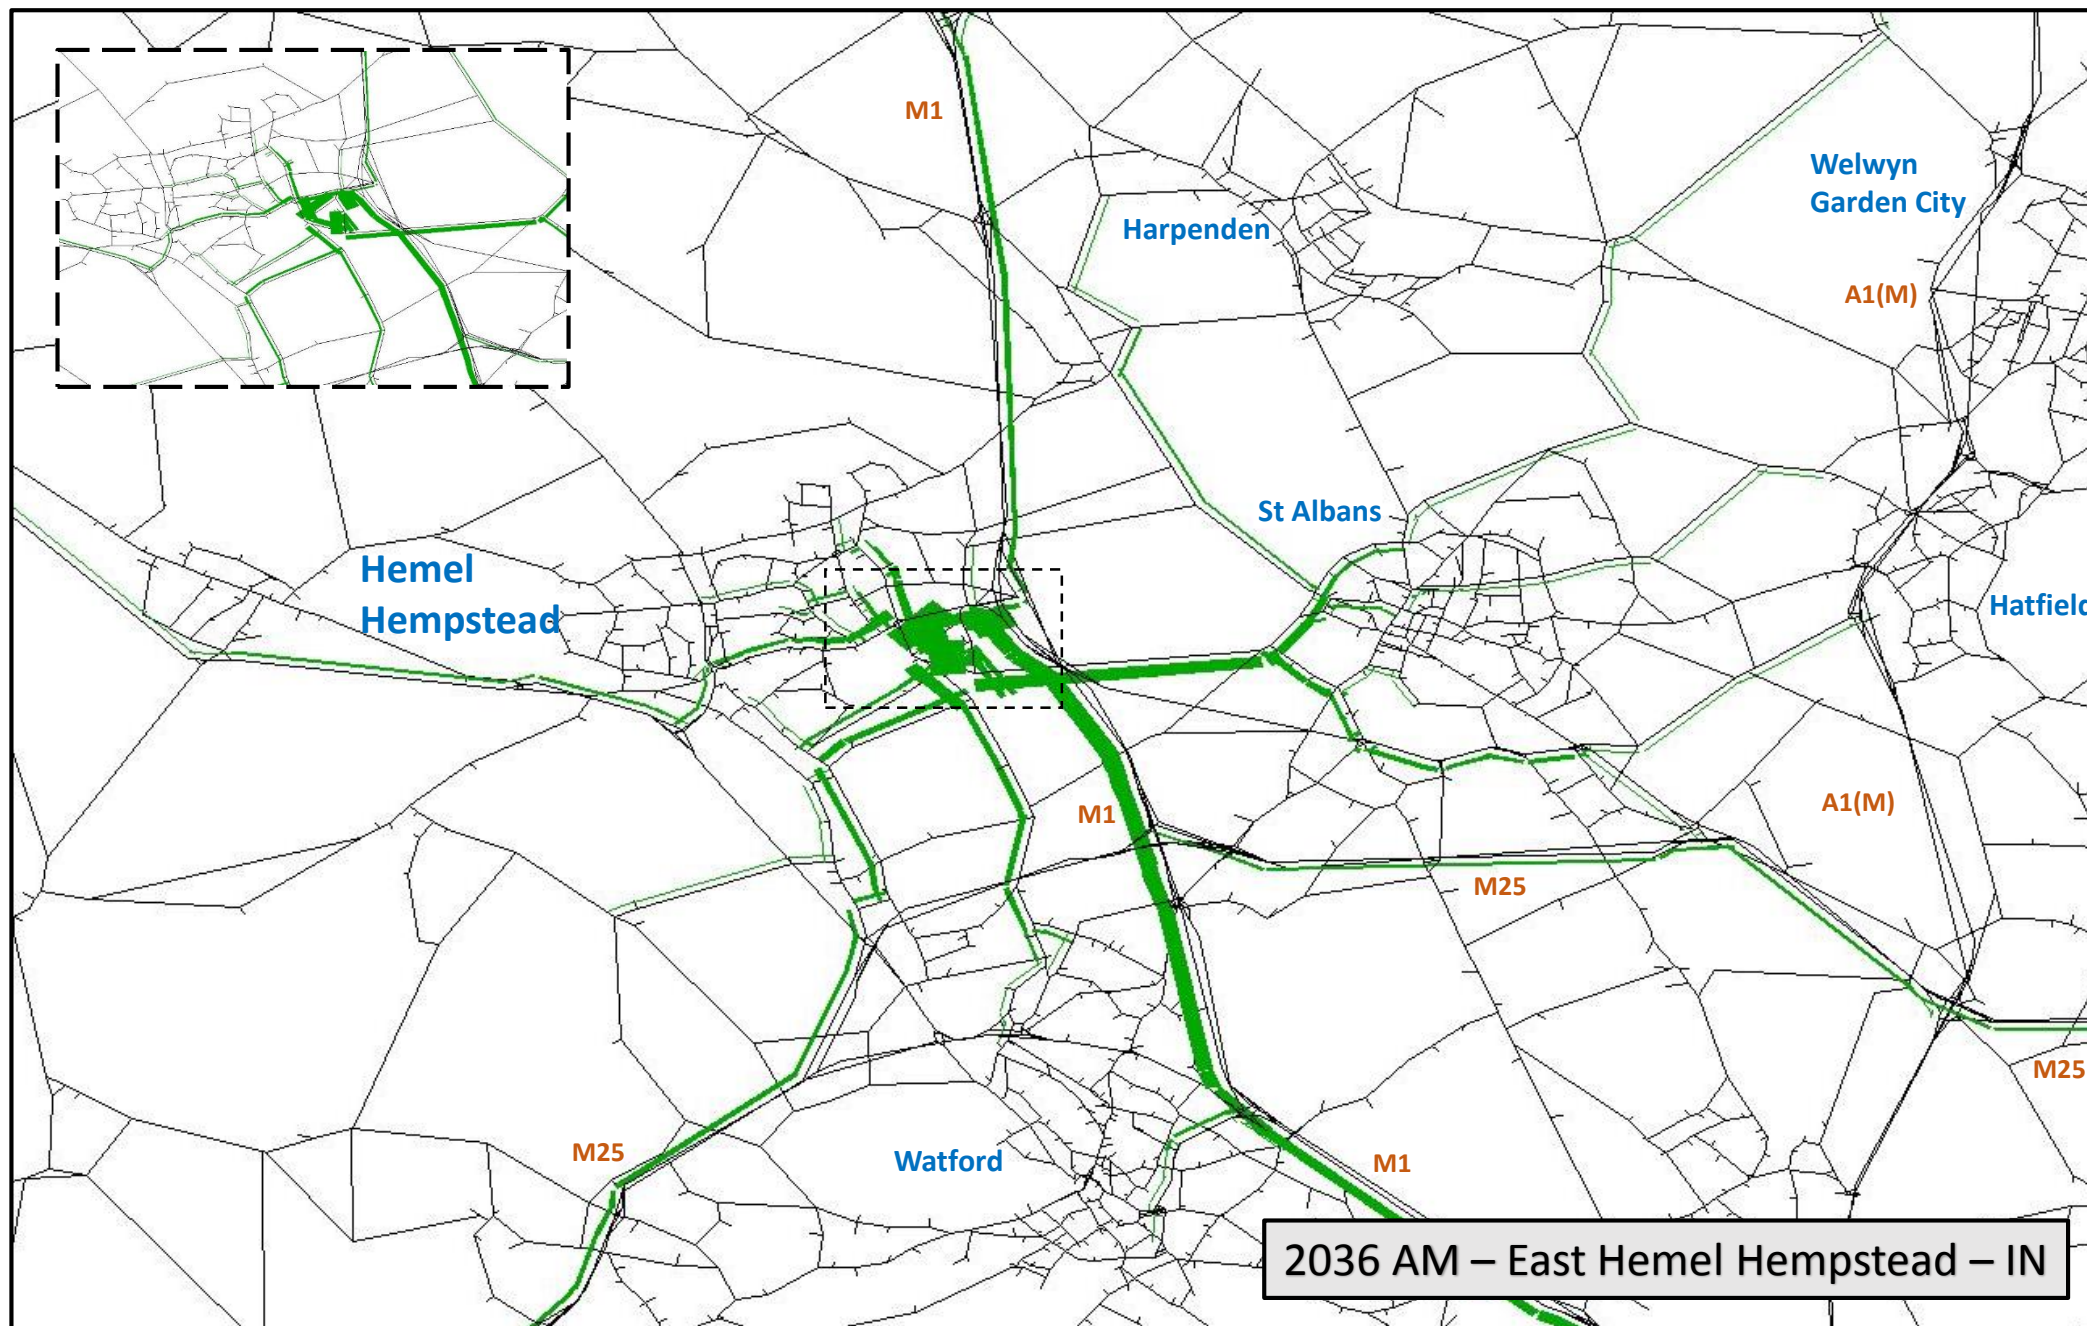 M1
Welwyn
Garden City
Harpenden
A1(M)
St Albans
Hemel
Hempstead
Hatfield
M1
A1(M)
M25
M25
M25
Watford
M1
2036 AM – East Hemel Hempstead – IN